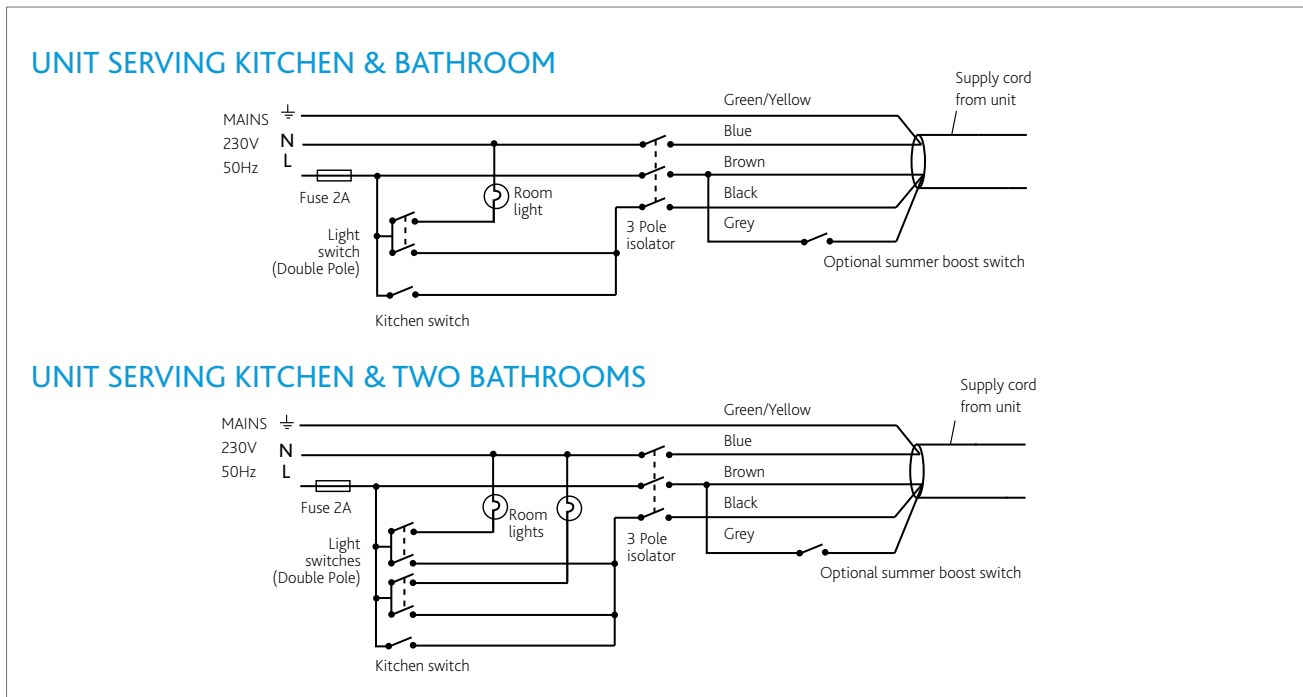 UNIT SERVING KITCHEN & BATHROOM
Supply cord
from unit
MAINS
230V
50Hz
N
L
Fuse 2A
Green/Yellow
Blue
Brown
Black
Grey
Room
light
Light
switch
(Double Pole)
3 Pole
isolator
Optional summer boost switch
Kitchen switch
UNIT SERVING KITCHEN & TWO BATHROOMS
Supply cord
from unit
MAINS
230V
50Hz
N
L
Fuse 2A
Green/Yellow
Blue
Brown
Black
Grey
Room
lights
Light
switches
(Double Pole)
3 Pole
isolator
Optional summer boost switch
Kitchen switch